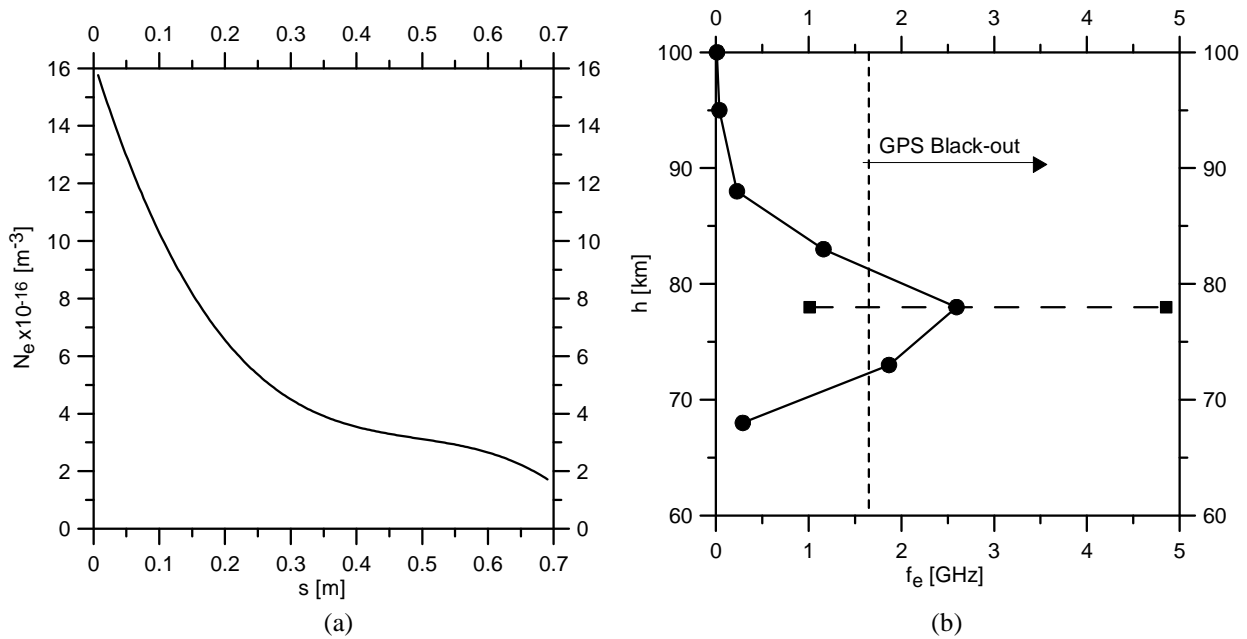 0 0.1 0.2 0.3 0.4 0.5 0.6 0.7
16 16
14 14
12 12
10 10
8 8
6 6
4 4
2 2
0 0
0 0.1 0.2 0.3 0.4 0.5 0.6 0.7
s [m]
Ne x10-16 [m-3]
(a)
0 1 2 3 4 5
100 100
GPS Black-out
90 90
80 80
70 70
60 60
0 1 2 3 4 5
fe [GHz]
h [km]
(b)